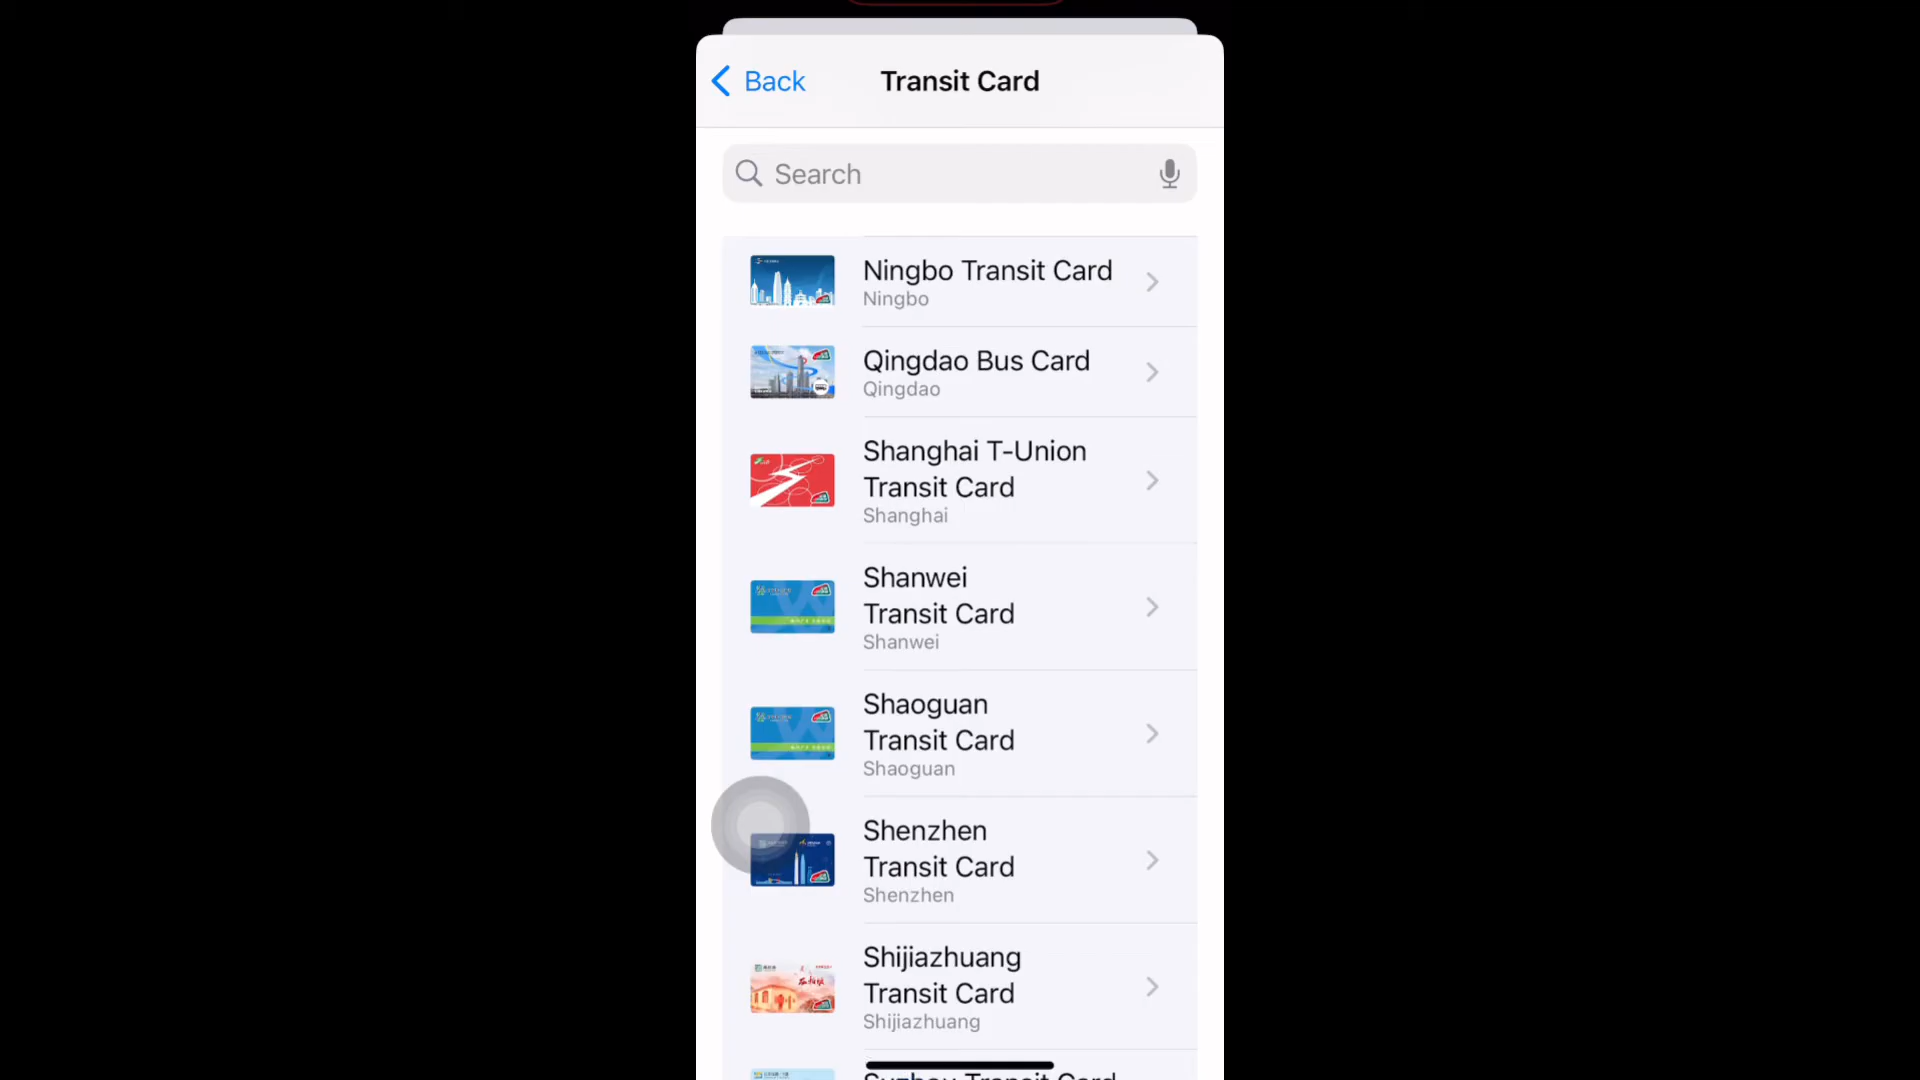 Back
Transit Card
Search
Ningbo Transit Card
Ningbo
Qingdao Bus Card
Qingdao
Shanghai T-Union
Transit Card
Shanghai
Shanwei
Transit Card
Shanwei
Shaoguan
Transit Card
Shaoguan
Shenzhen
Transit Card
Shenzhen
Shijiazhuang
Transit Card
Shijiazhuang
Suzhou Transit Card